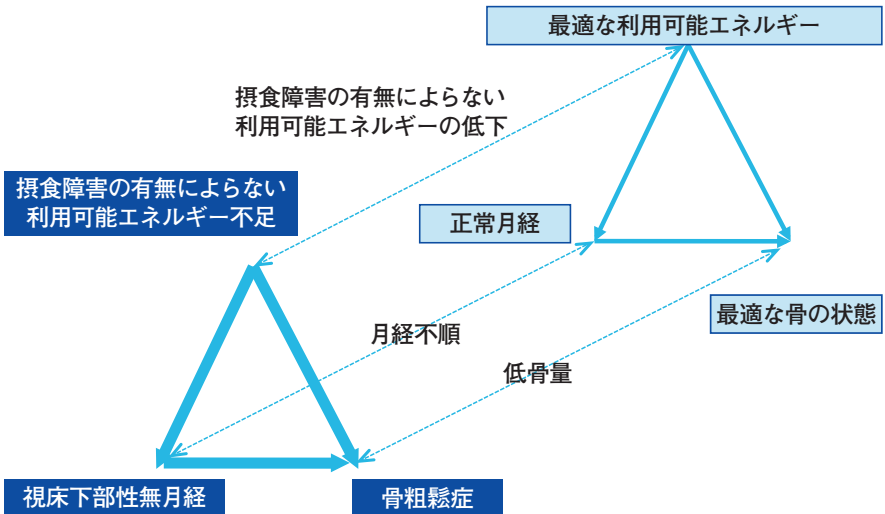 最適な利用可能エネルギー
摂食障害の有無によらない
利用可能エネルギーの低下
摂食障害の有無によらない
利用可能エネルギー不足
正常月経
最適な骨の状態
月経不順
低骨量
視床下部性無月経
骨粗鬆症